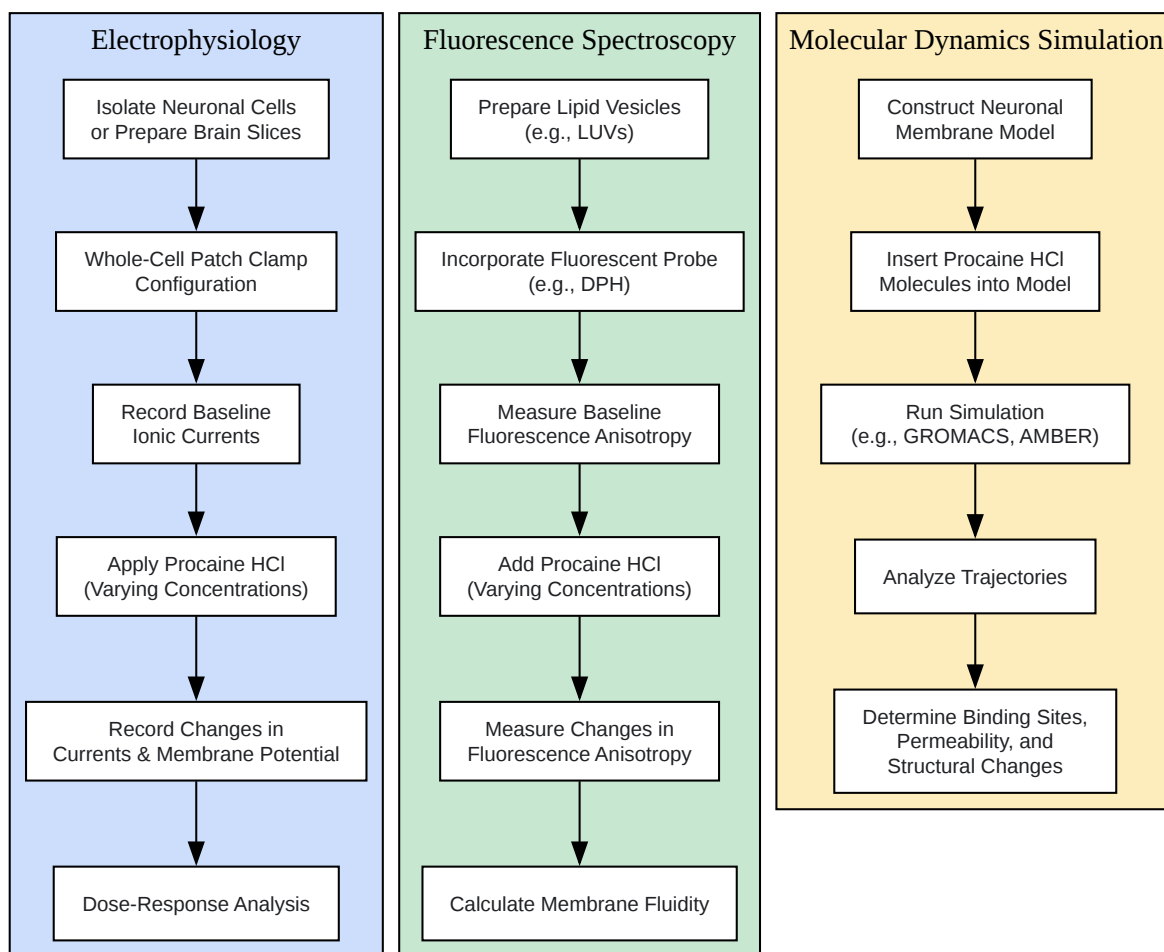 Electrophysiology
Isolate Neuronal Cells
or Prepare Brain Slices
Whole-Cell Patch Clamp
Configuration
Record Baseline
Ionic Currents
Apply Procaine HCl
(Varying Concentrations)
Record Changes in
Currents & Membrane Potential
Dose-Response Analysis
Fluorescence Spectroscopy
Prepare Lipid Vesicles
(e.g., LUVs)
Incorporate Fluorescent Probe
(e.g., DPH)
Measure Baseline
Fluorescence Anisotropy
Add Procaine HCl
(Varying Concentrations)
Measure Changes in
Fluorescence Anisotropy
Calculate Membrane Fluidity
Molecular Dynamics Simulation
Construct Neuronal
Membrane Model
Insert Procaine HCl
Molecules into Model
Run Simulation
(e.g., GROMACS, AMBER)
Analyze Trajectories
Determine Binding Sites,
Permeability, and
Structural Changes